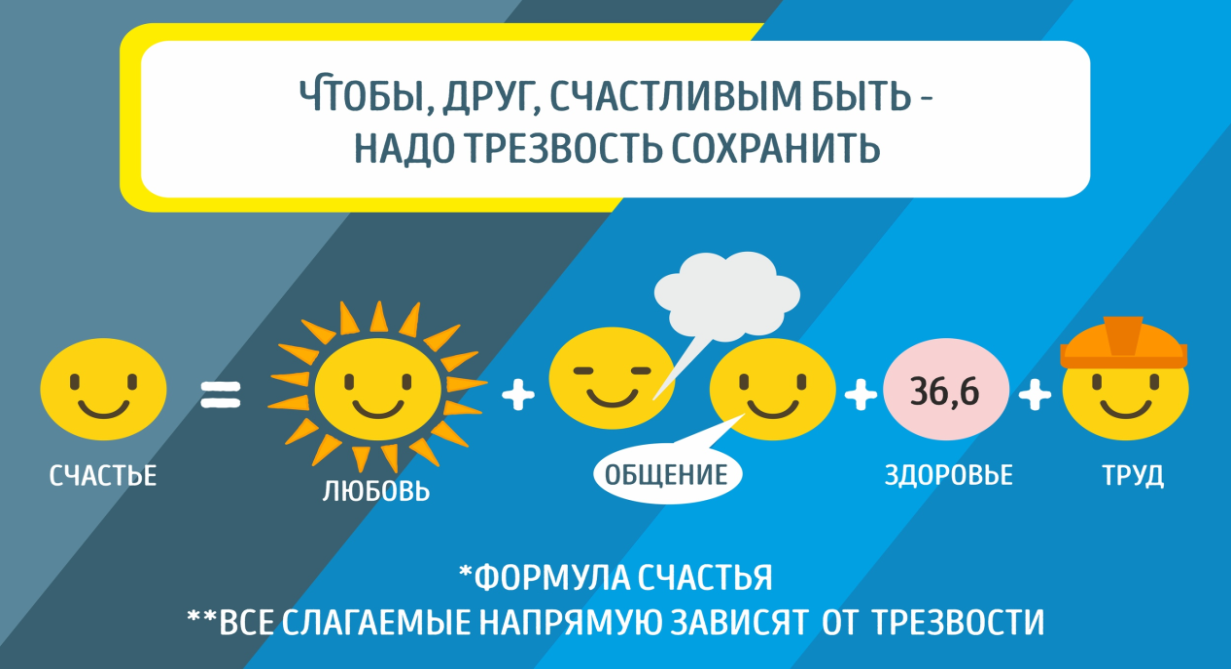 ЧТОБЫ, ДРУГ, СЧАСТЛИВЫМ БЫТЬ -
НАДО ТРЕЗВОСТЬ СОХРАНИТЬ
36,6
СЧАСТЬЕ
ЛЮБОВЬ
ОБЩЕНИЕ
ЗДОРОВЬЕ
ТРУД
*ФОРМУЛА СЧАСТЬЯ
**ВСЕ СЛАГАЕМЫЕ НАПРЯМУЮ ЗАВИСЯТ ОТ ТРЕЗВОСТИ